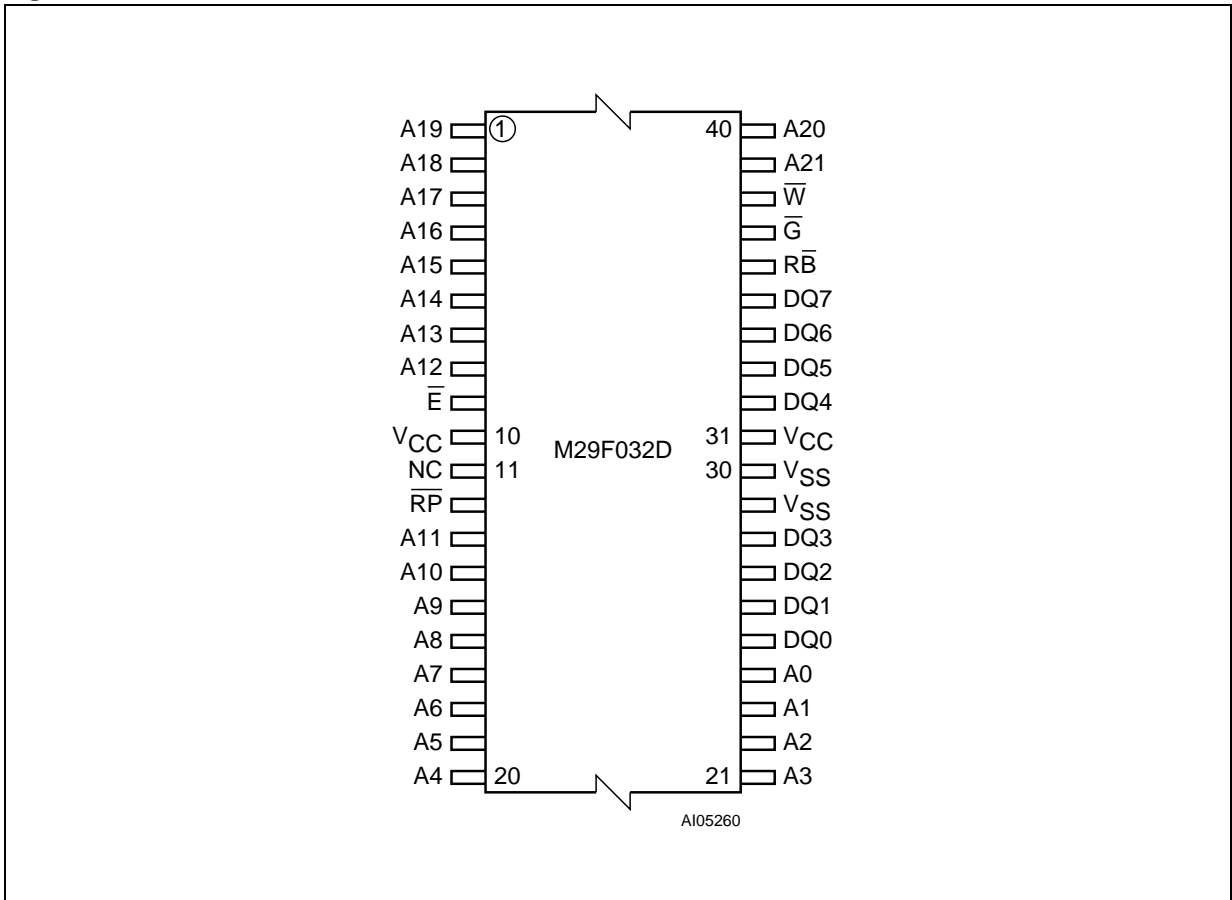 A19 1 40 A20
A18 A21
A17 W̅
A16 G̅
A15 RB̅
A14 DQ7
A13 DQ6
A12 DQ5
E̅ DQ4
VCC 10 31 VCC
M29F032D
NC 11 30 VSS
R̅P̅ VSS
A11 DQ3
A10 DQ2
A9 DQ1
A8 DQ0
A7 A0
A6 A1
A5 A2
A4 20 21 A3
AI05260